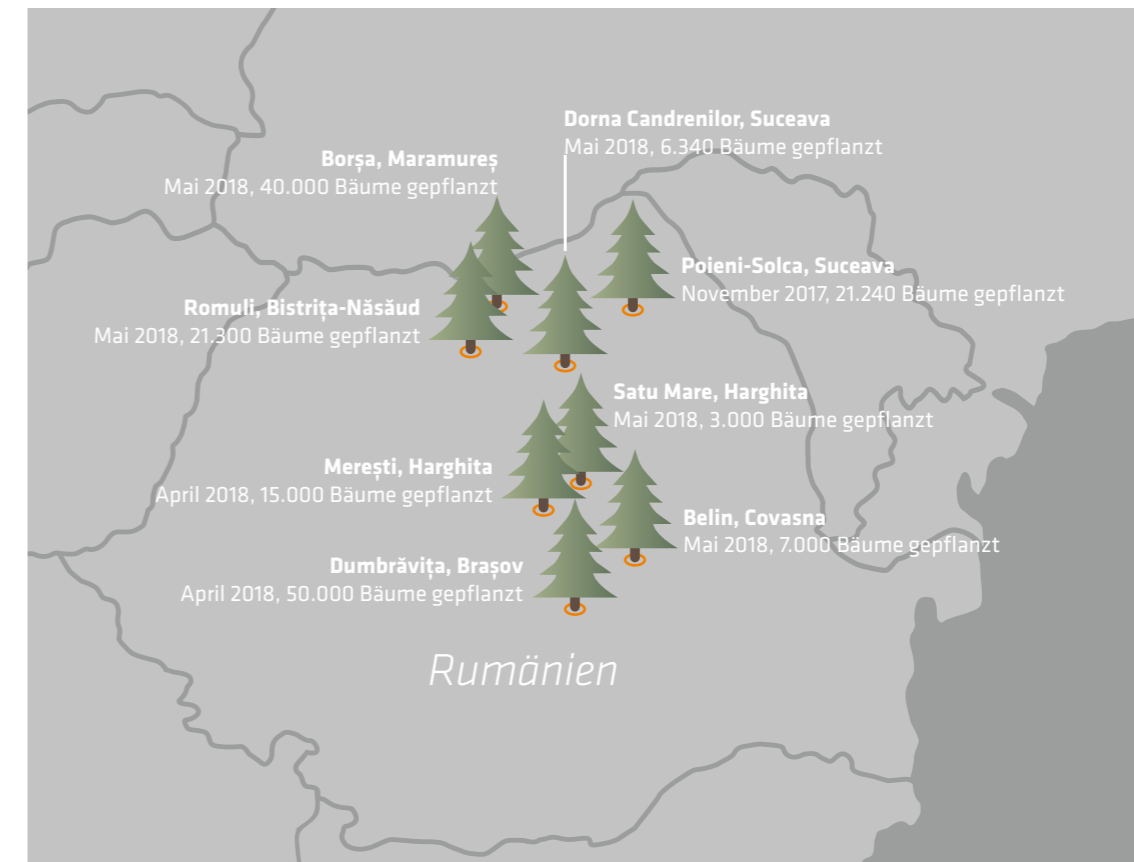 Dorna Candrenilor, Suceava
Mai 2018, 6.340 Bäume gepflanzt
Borșa, Maramureș
Mai 2018, 40.000 Bäume gepflanzt
Poieni-Solca, Suceava
November 2017, 21.240 Bäume gepflanzt
Romuli, Bistrița-Năsăud
Mai 2018, 21.300 Bäume gepflanzt
Satu Mare, Harghita
Mai 2018, 3.000 Bäume gepflanzt
Merești, Harghita
April 2018, 15.000 Bäume gepflanzt
Belin, Covasna
Mai 2018, 7.000 Bäume gepflanzt
Dumbrăvița, Brașov
April 2018, 50.000 Bäume gepflanzt
Rumänien